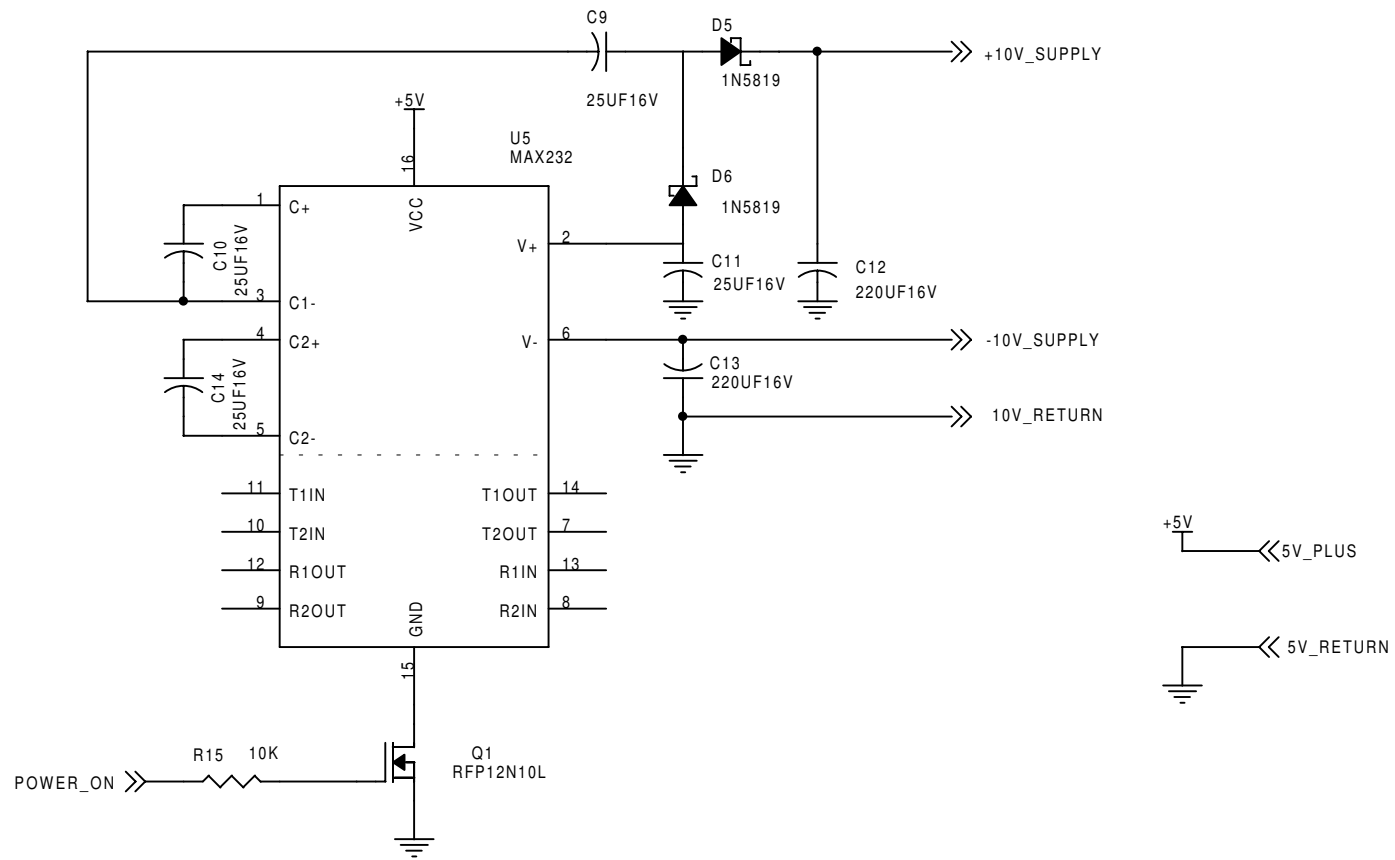 C9
25UF16V
D5
1N5819
+10V_SUPPLY
+5V
16
U5
MAX232
D6
1N5819
1
C+
VCC
C10
25UF16V
V+
2
C11
25UF16V
C12
220UF16V
3
C1-
4
C2+
V-
6
-10V_SUPPLY
C13
220UF16V
C14
25UF16V
10V_RETURN
5
C2-
11
T1IN
T1OUT
14
10
T2IN
T2OUT
7
12
R1OUT
R1IN
13
9
R2OUT
R2IN
8
GND
15
+5V
5V_PLUS
5V_RETURN
R15
10K
Q1
RFP12N10L
POWER_ON